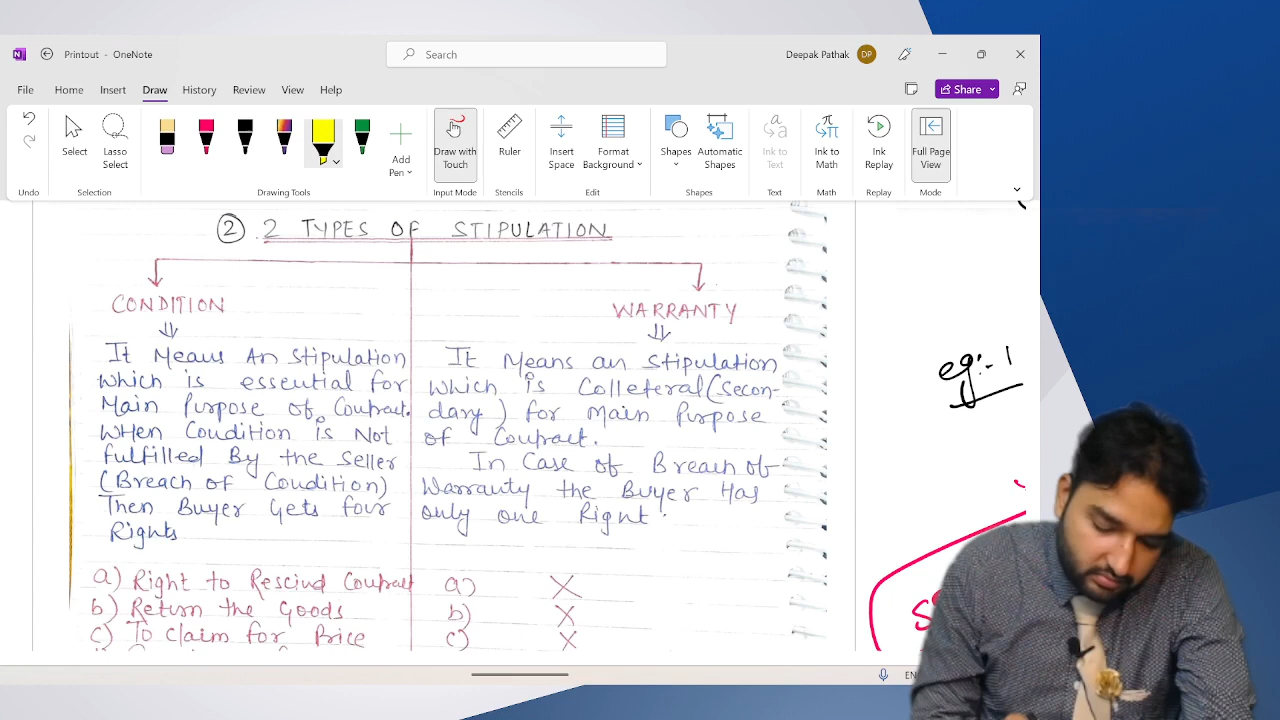 Printout - OneNote
Search
Deepak Pathak
DP
File
Home
Insert
Draw
History
Review
View
Help
Share
Select
Lasso
Select
Add
Pen
Draw with
Touch
Ruler
Insert
Space
Format
Background
Shapes
Automatic
Shapes
Ink to
Text
Ink to
Math
Ink
Replay
Full Page
View
Undo
Selection
Drawing Tools
Input Mode
Stencils
Edit
Shapes
Text
Math
Replay
Mode
② 2 TYPES OF STIPULATION
CONDITION
It Means An Stipulation
which is essential for
Main Purpose of Contract.
WHen Condition is Not
Fulfilled By the Seller
(Breach of Condition)
Then Buyer Gets four
Rights
a) Right to Rescind Contract
b) Return the Goods
c) To Claim for Price
WARRANTY
It Means an Stipulation
which is Colleteral (Secon-
dary) for Main Purpose
of Contract.
In Case of Breach of
Warranty the Buyer Has
only one Right.
a) X
b) X
c) X
eg:- 1
EN